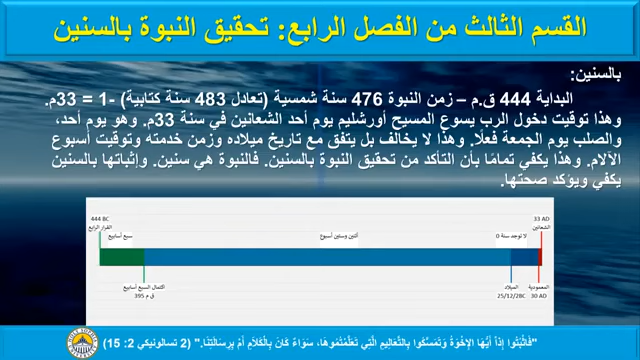 القسم الثالث من الفصل الرابع: تحقيق النبوة بالسنين
بالسنين:
البداية 444 ق.م – زمن النبوة 476 سنة شمسية (تعادل 483 سنة كتابية) -1 = 33م.
وهذا توقيت دخول الرب يسوع المسيح أورشليم يوم أحد الشعانين في سنة 33م. وهو يوم أحد،
والصلب يوم الجمعة فعلًا. وهذا لا يخالف بل يتفق مع تاريخ ميلاده وزمن خدمته وتوقيت أسبوع
الآلام. وهذا يكفي تمامًا بأن التأكد من تحقيق النبوة بالسنين. فالنبوة هي سنين. وإثباتها بالسنين
يكفي ويؤكد صحتها.
444 BC
القرار الرابع
سبع أسابيع
أثنين وستين أسبوع
لا توجد سنة 0
33 AD
الشعانين
اكتمال السبع أسابيع
395 ق م
الميلاد
25/12/2BC
المعمودية
30 AD
"فَاثْبُتُوا إِذًا أَيُّهَا الإِخْوَةُ وَتَمَسَّكُوا بِالتَّعَالِيمِ الَّتِي تَعَلَّمْتُمُوهَا، سَوَاءٌ كَانَ بِالْكَلاَمِ أَمْ بِرِسَالَتِنَا." (2 تسالونيكي 2: 15)